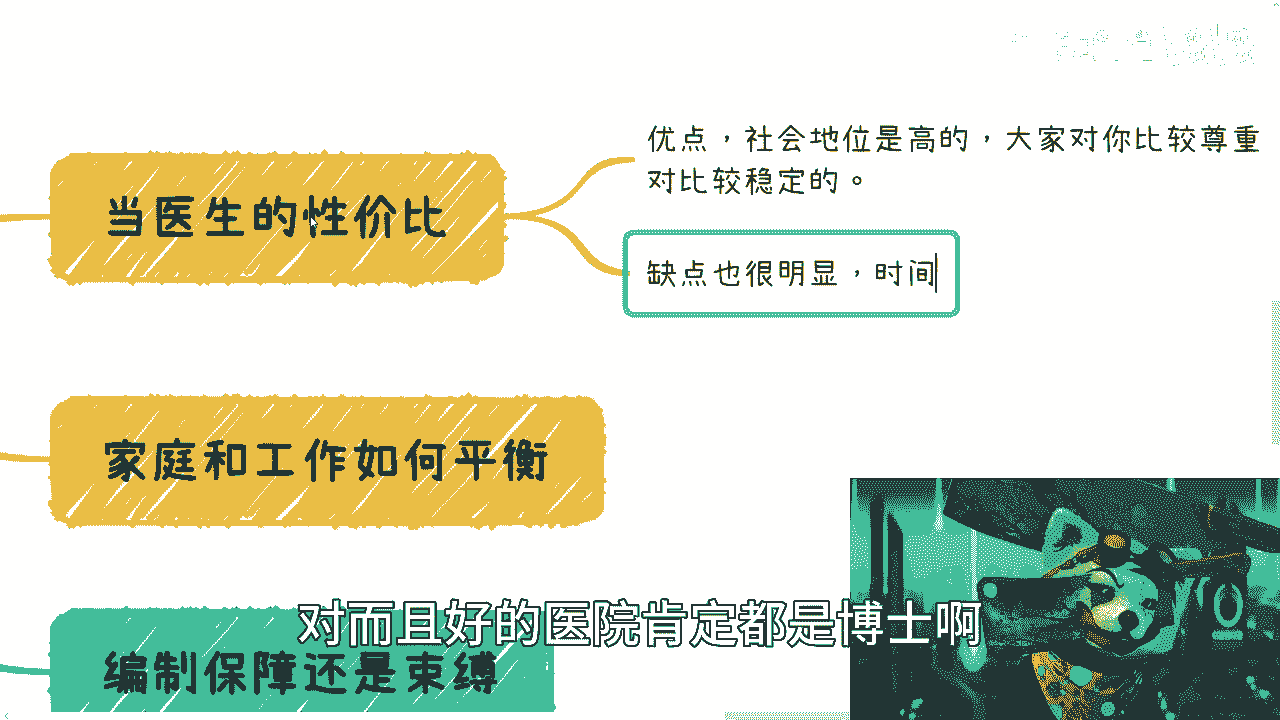 优点，社会地位是高的，大家对你比较尊重
对比较稳定的。
当医生的性价比
缺点也很明显，时间
家庭和工作如何平衡
对而且好的医院肯定都是博士啊
编制保障还是束缚